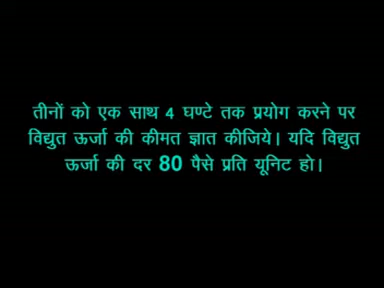 तीनों को एक साथ 4 घण्टे तक प्रयोग करने पर
विद्युत ऊर्जा की कीमत ज्ञात कीजिये। यदि विद्युत
ऊर्जा की दर 80 पैसे प्रति यूनिट हो।